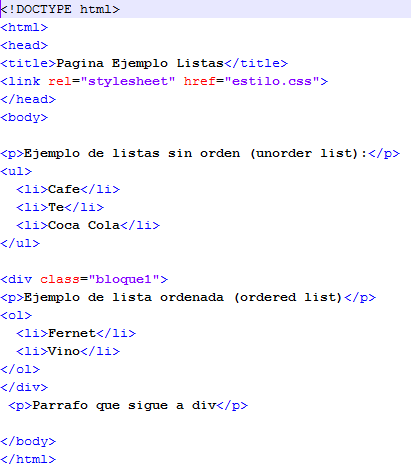 <!DOCTYPE html>
<html>
<head>
<title>Pagina Ejemplo Listas</title>
<link rel="stylesheet" href="estilo.css">
</head>
<body>
<p>Ejemplo de listas sin orden (unorder list):</p>
<ul>
<li>Cafe</li>
<li>Te</li>
<li>Coca Cola</li>
</ul>
<div class="bloque1">
<p>Ejemplo de lista ordenada (ordered list)</p>
<ol>
<li>Fernet</li>
<li>Vino</li>
</ol>
</div>
<p>Parrafo que sigue a div</p>
</body>
</html>